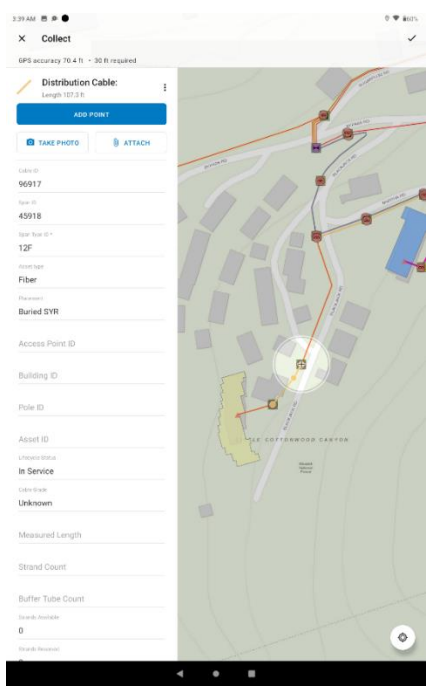 3:39 AM
80%
Collect
GPS accuracy 70.4 ft • 30 ft required
Distribution Cable:
Length 107.3 ft
ADD POINT
TAKE PHOTO
ATTACH
Cable ID
96917
Span ID
45918
Span Type ID *
12F
Asset type
Fiber
Placement
Buried SYR
Access Point ID
Building ID
Pole ID
Asset ID
Lifecycle Status
In Service
Cable Grade
Unknown
Measured Length
Strand Count
Buffer Tube Count
Strands Available
0
Strands Reserved
LE COTTONWOOD CANYON